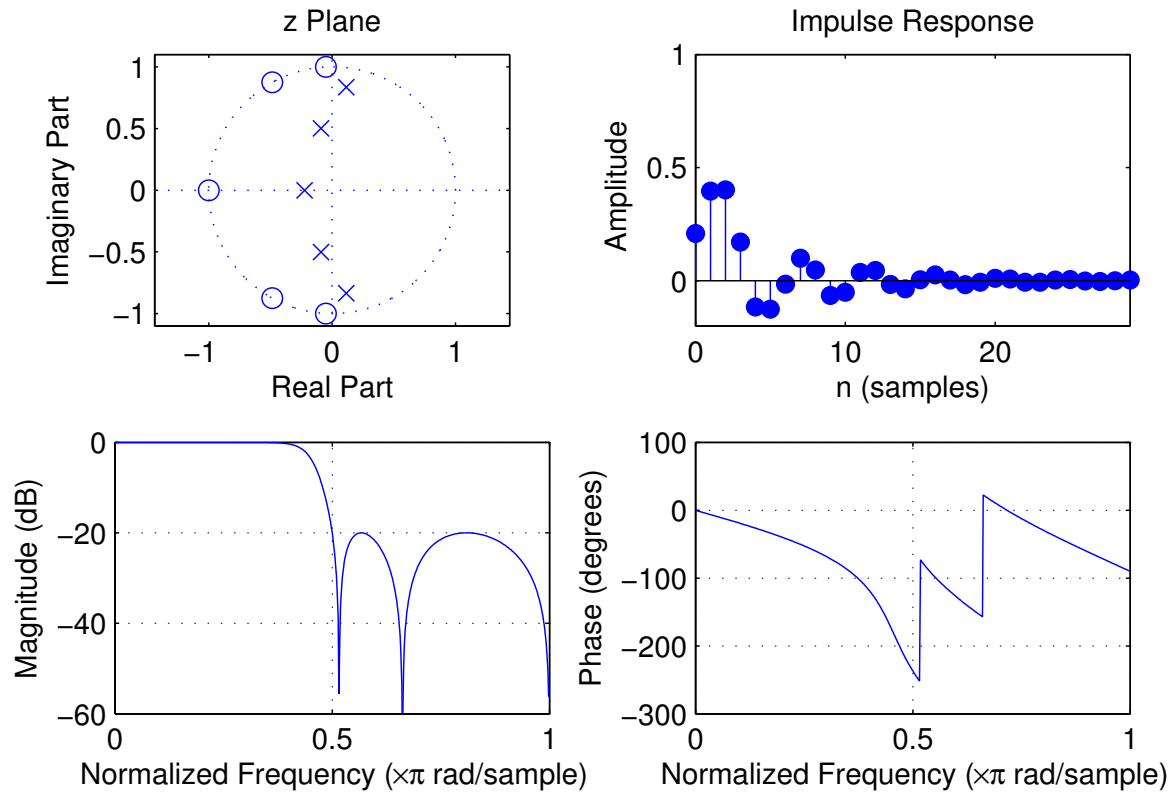 z Plane
Imaginary Part
1
0.5
0
−0.5
−1
−1 0 1
Real Part
Impulse Response
Amplitude
1
0.5
0
0 10 20
n (samples)
Magnitude (dB)
0
−20
−40
−60
0 0.5 1
Normalized Frequency (×π rad/sample)
Phase (degrees)
100
0
−100
−200
−300
0 0.5 1
Normalized Frequency (×π rad/sample)